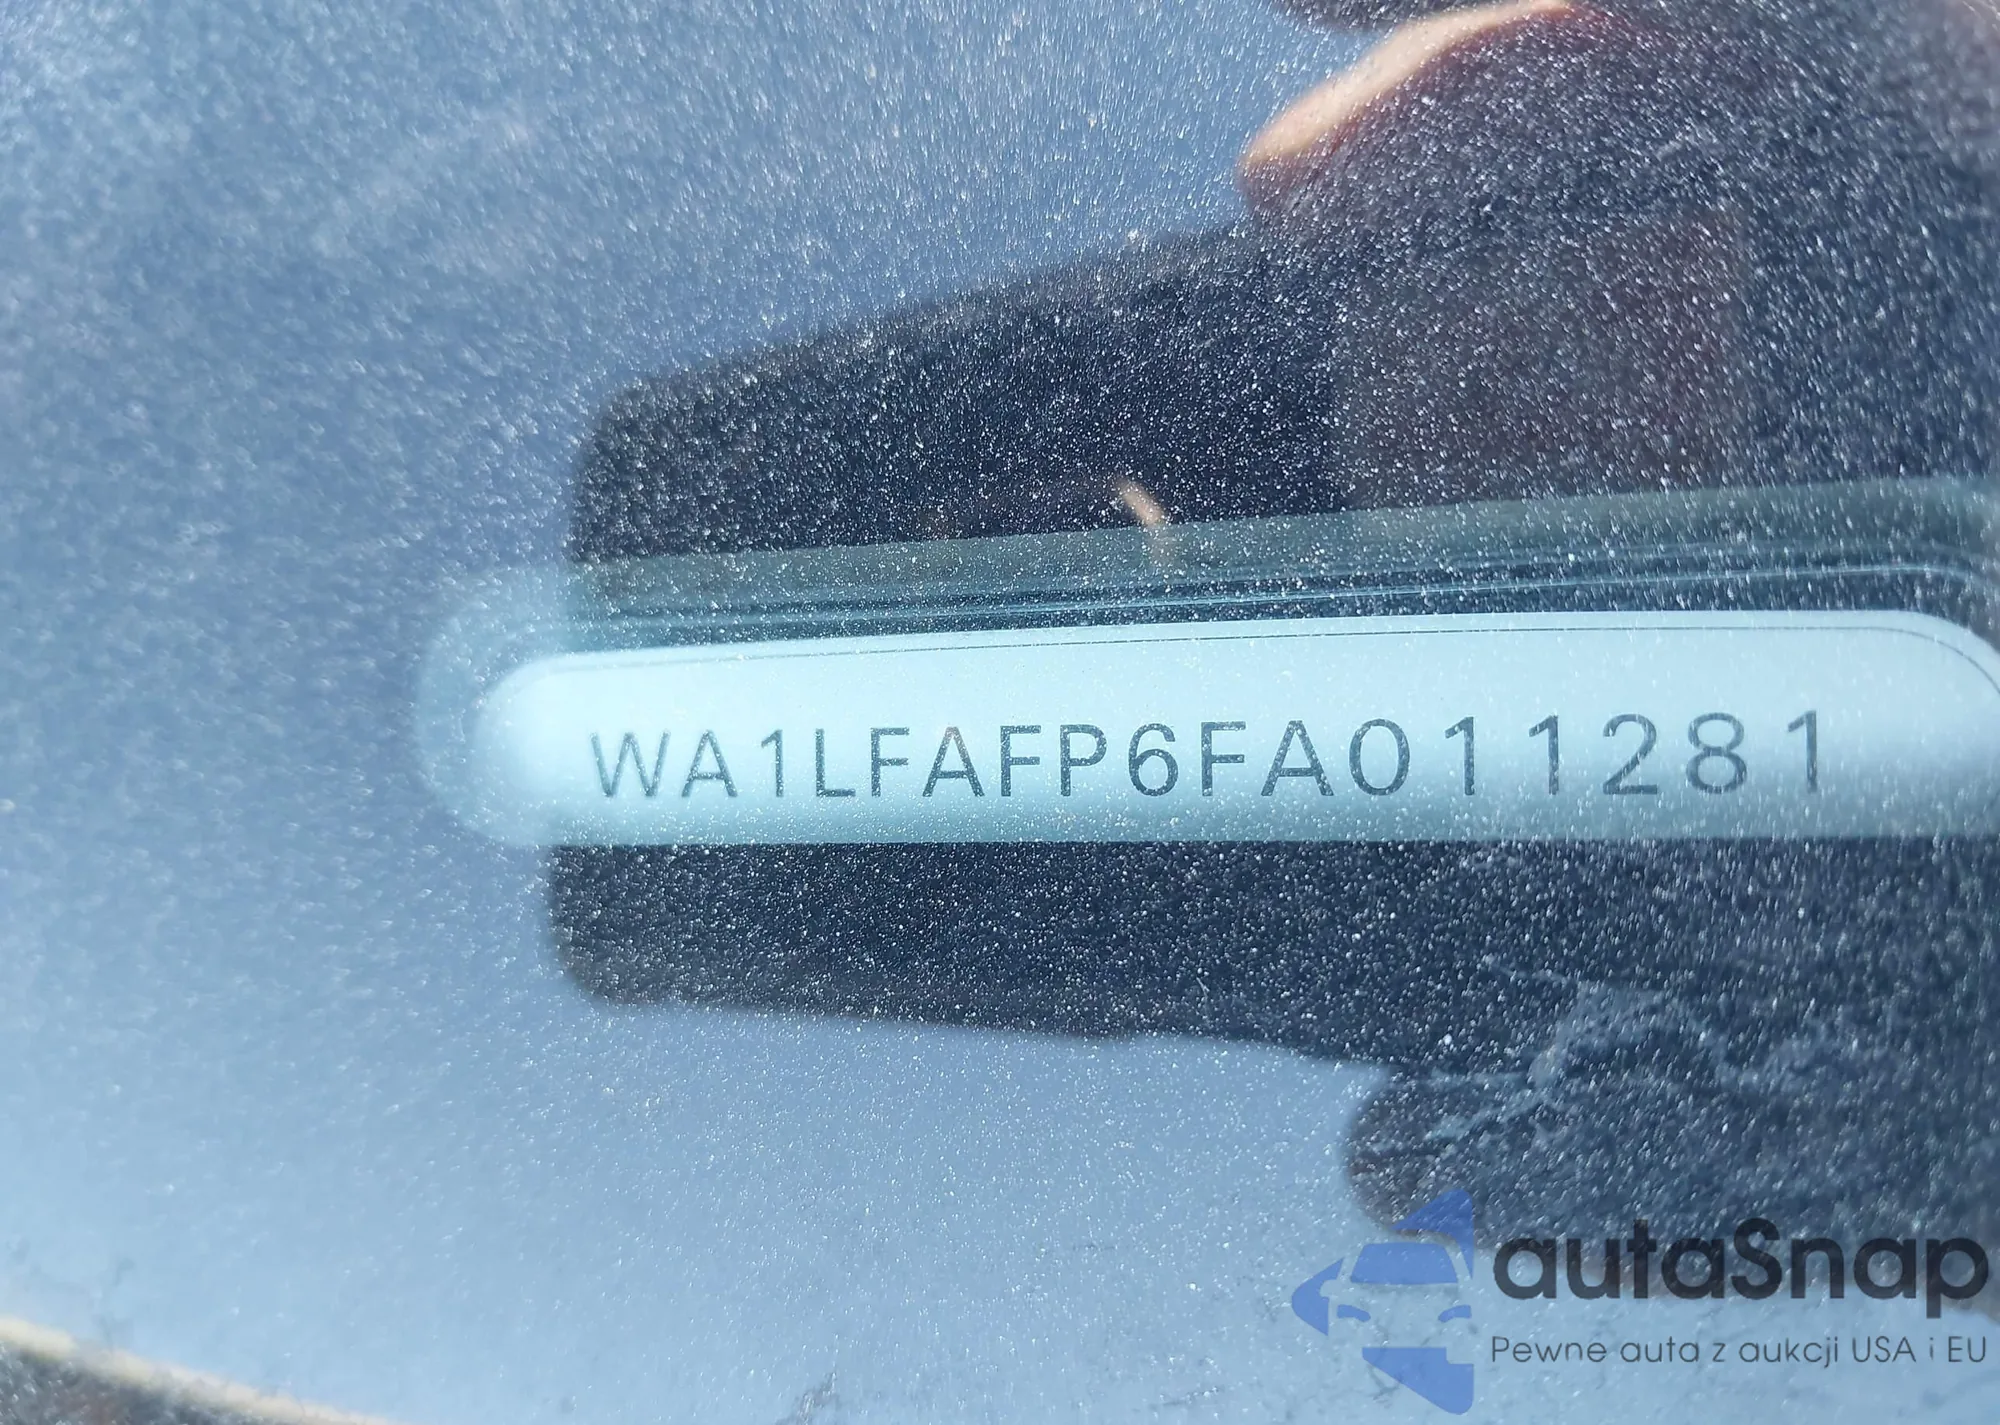 WA1LFAFP6FA011281
autaSnap
Pewne auta z aukcji USA i EU